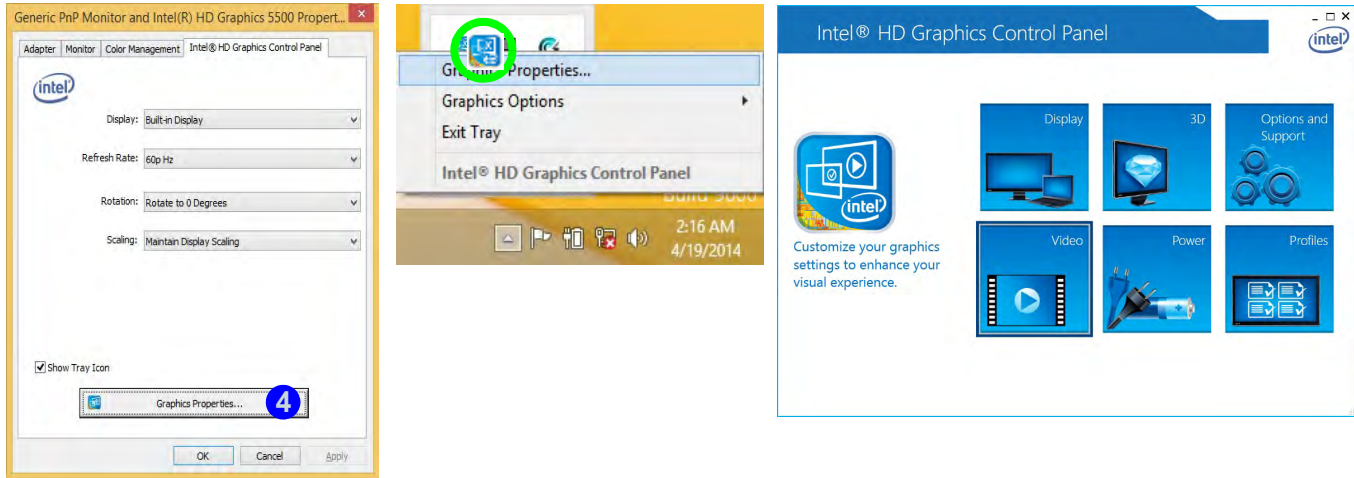 Generic PnP Monitor and Intel(R) HD Graphics 5500 Propert...
Adapter
Monitor
Color Management
Intel® HD Graphics Control Panel
intel
Display:
Built-in Display
Refresh Rate:
60p Hz
Rotation:
Rotate to 0 Degrees
Scaling:
Maintain Display Scaling
Show Tray Icon
Graphics Properties...
4
OK
Cancel
Apply
Graphics Properties...
Graphics Options
Exit Tray
Intel® HD Graphics Control Panel
2:16 AM
4/19/2014
Intel® HD Graphics Control Panel
intel
intel
Customize your graphics
settings to enhance your
visual experience.
Display
3D
Options and
Support
Video
Power
Profiles